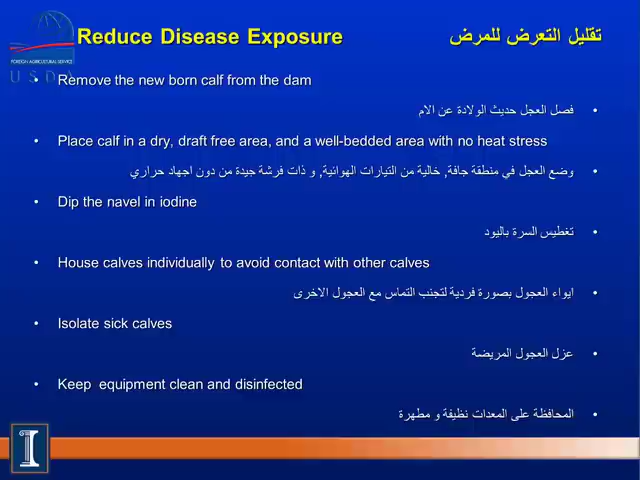 Reduce Disease Exposure
تقليل التعرض للمرض
FOREIGN AGRICULTURAL SERVICE
USDA
• Remove the new born calf from the dam
• فصل العجل حديث الولادة عن الام
• Place calf in a dry, draft free area, and a well-bedded area with no heat stress
• وضع العجل في منطقة جافة, خالية من التيارات الهوائية, و ذات فرشة جيدة من دون اجهاد حراري
• Dip the navel in iodine
• تغطيس السرة باليود
• House calves individually to avoid contact with other calves
• ايواء العجول بصورة فردية لتجنب التماس مع العجول الاخرى
• Isolate sick calves
• عزل العجول المريضة
• Keep equipment clean and disinfected
• المحافظة على المعدات نظيفة و مطهرة
I